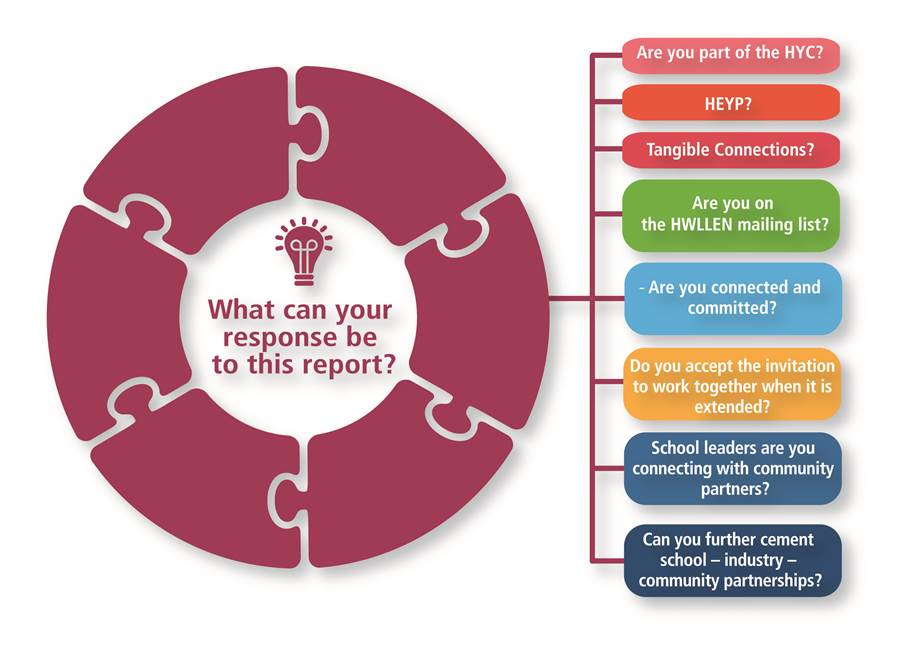 What can your
response be
to this report?
Are you part of the HYC?
HEYP?
Tangible Connections?
Are you on
the HWLLEN mailing list?
- Are you connected and
committed?
Do you accept the invitation
to work together when it is
extended?
School leaders are you
connecting with community
partners?
Can you further cement
school – industry –
community partnerships?